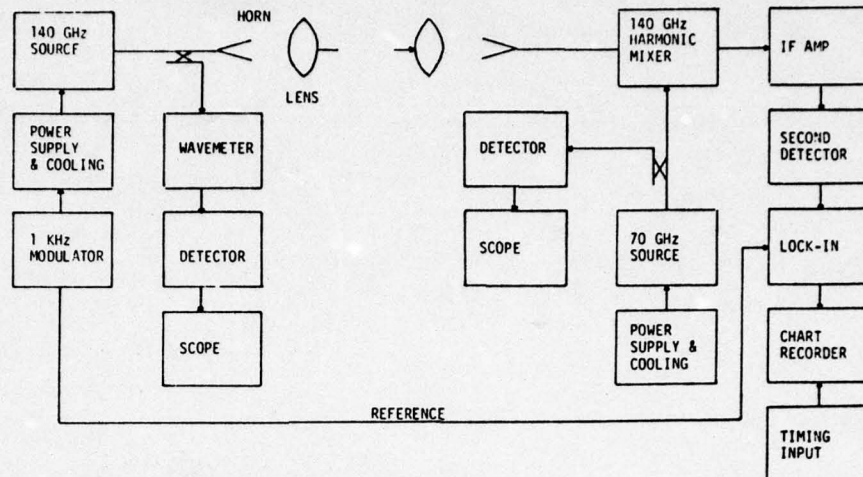 140 GHz
SOURCE
HORN
LENS
140 GHz
HARMONIC
MIXER
IF AMP
POWER
SUPPLY
& COOLING
WAVEMETER
DETECTOR
SECOND
DETECTOR
1 KHz
MODULATOR
DETECTOR
SCOPE
70 GHz
SOURCE
LOCK-IN
SCOPE
POWER
SUPPLY &
COOLING
CHART
RECORDER
REFERENCE
TIMING
INPUT